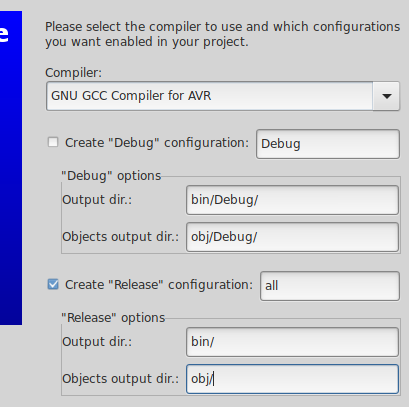 e
Please select the compiler to use and which configurations
you want enabled in your project.
Compiler:
GNU GCC Compiler for AVR
Create "Debug" configuration: Debug
"Debug" options
Output dir.: bin/Debug/
Objects output dir.: obj/Debug/
Create "Release" configuration: all
"Release" options
Output dir.: bin/
Objects output dir.: obj/